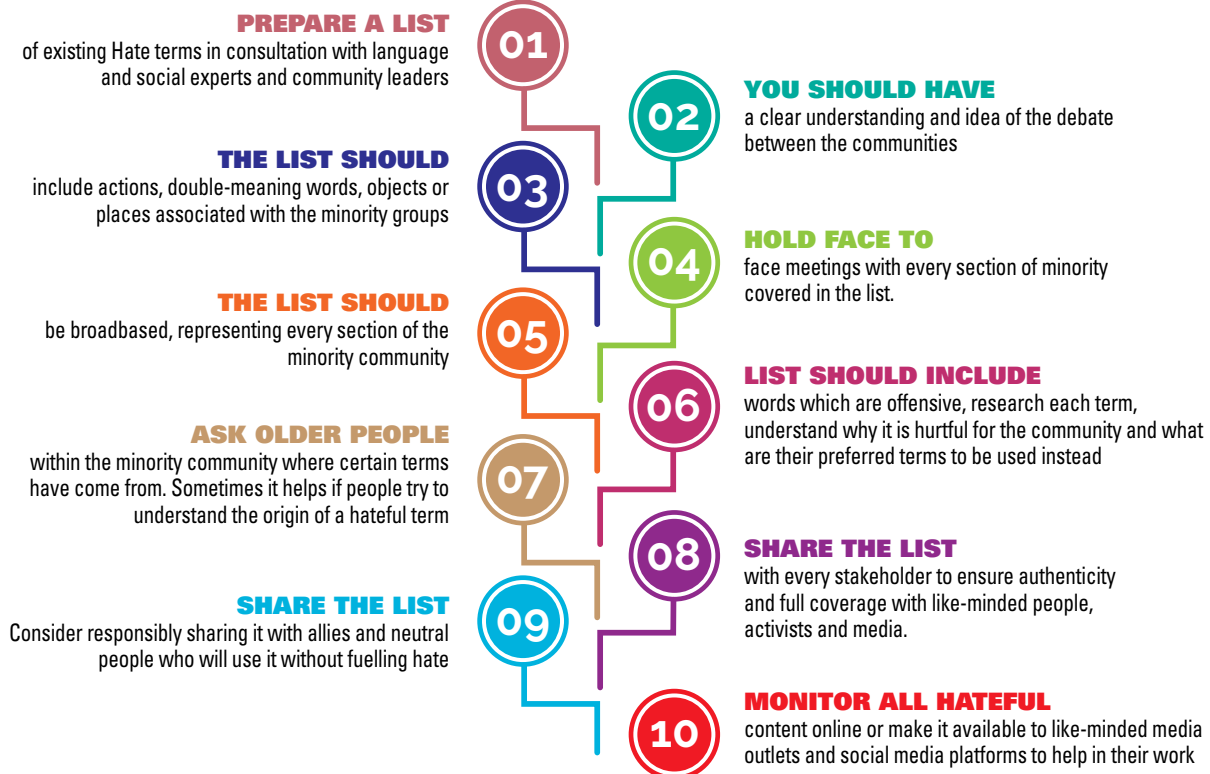 01
PREPARE A LIST
of existing Hate terms in consultation with language
and social experts and community leaders
02
YOU SHOULD HAVE
a clear understanding and idea of the debate
between the communities
03
THE LIST SHOULD
include actions, double-meaning words, objects or
places associated with the minority groups
04
HOLD FACE TO
face meetings with every section of minority
covered in the list.
05
THE LIST SHOULD
be broadbased, representing every section of the
minority community
06
LIST SHOULD INCLUDE
words which are offensive, research each term,
understand why it is hurtful for the community and what
are their preferred terms to be used instead
07
ASK OLDER PEOPLE
within the minority community where certain terms
have come from. Sometimes it helps if people try to
understand the origin of a hateful term
08
SHARE THE LIST
with every stakeholder to ensure authenticity
and full coverage with like-minded people,
activists and media.
09
SHARE THE LIST
Consider responsibly sharing it with allies and neutral
people who will use it without fuelling hate
10
MONITOR ALL HATEFUL
content online or make it available to like-minded media
outlets and social media platforms to help in their work